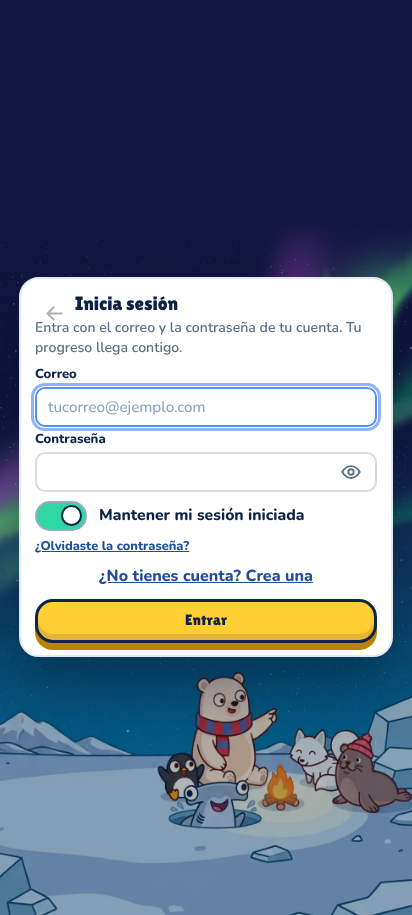 Inicia sesión
Entra con el correo y la contraseña de tu cuenta. Tu
progreso llega contigo.
Correo
tucorreo@ejemplo.com
Contraseña
Mantener mi sesión iniciada
¿Olvidaste la contraseña?
¿No tienes cuenta? Crea una
Entrar